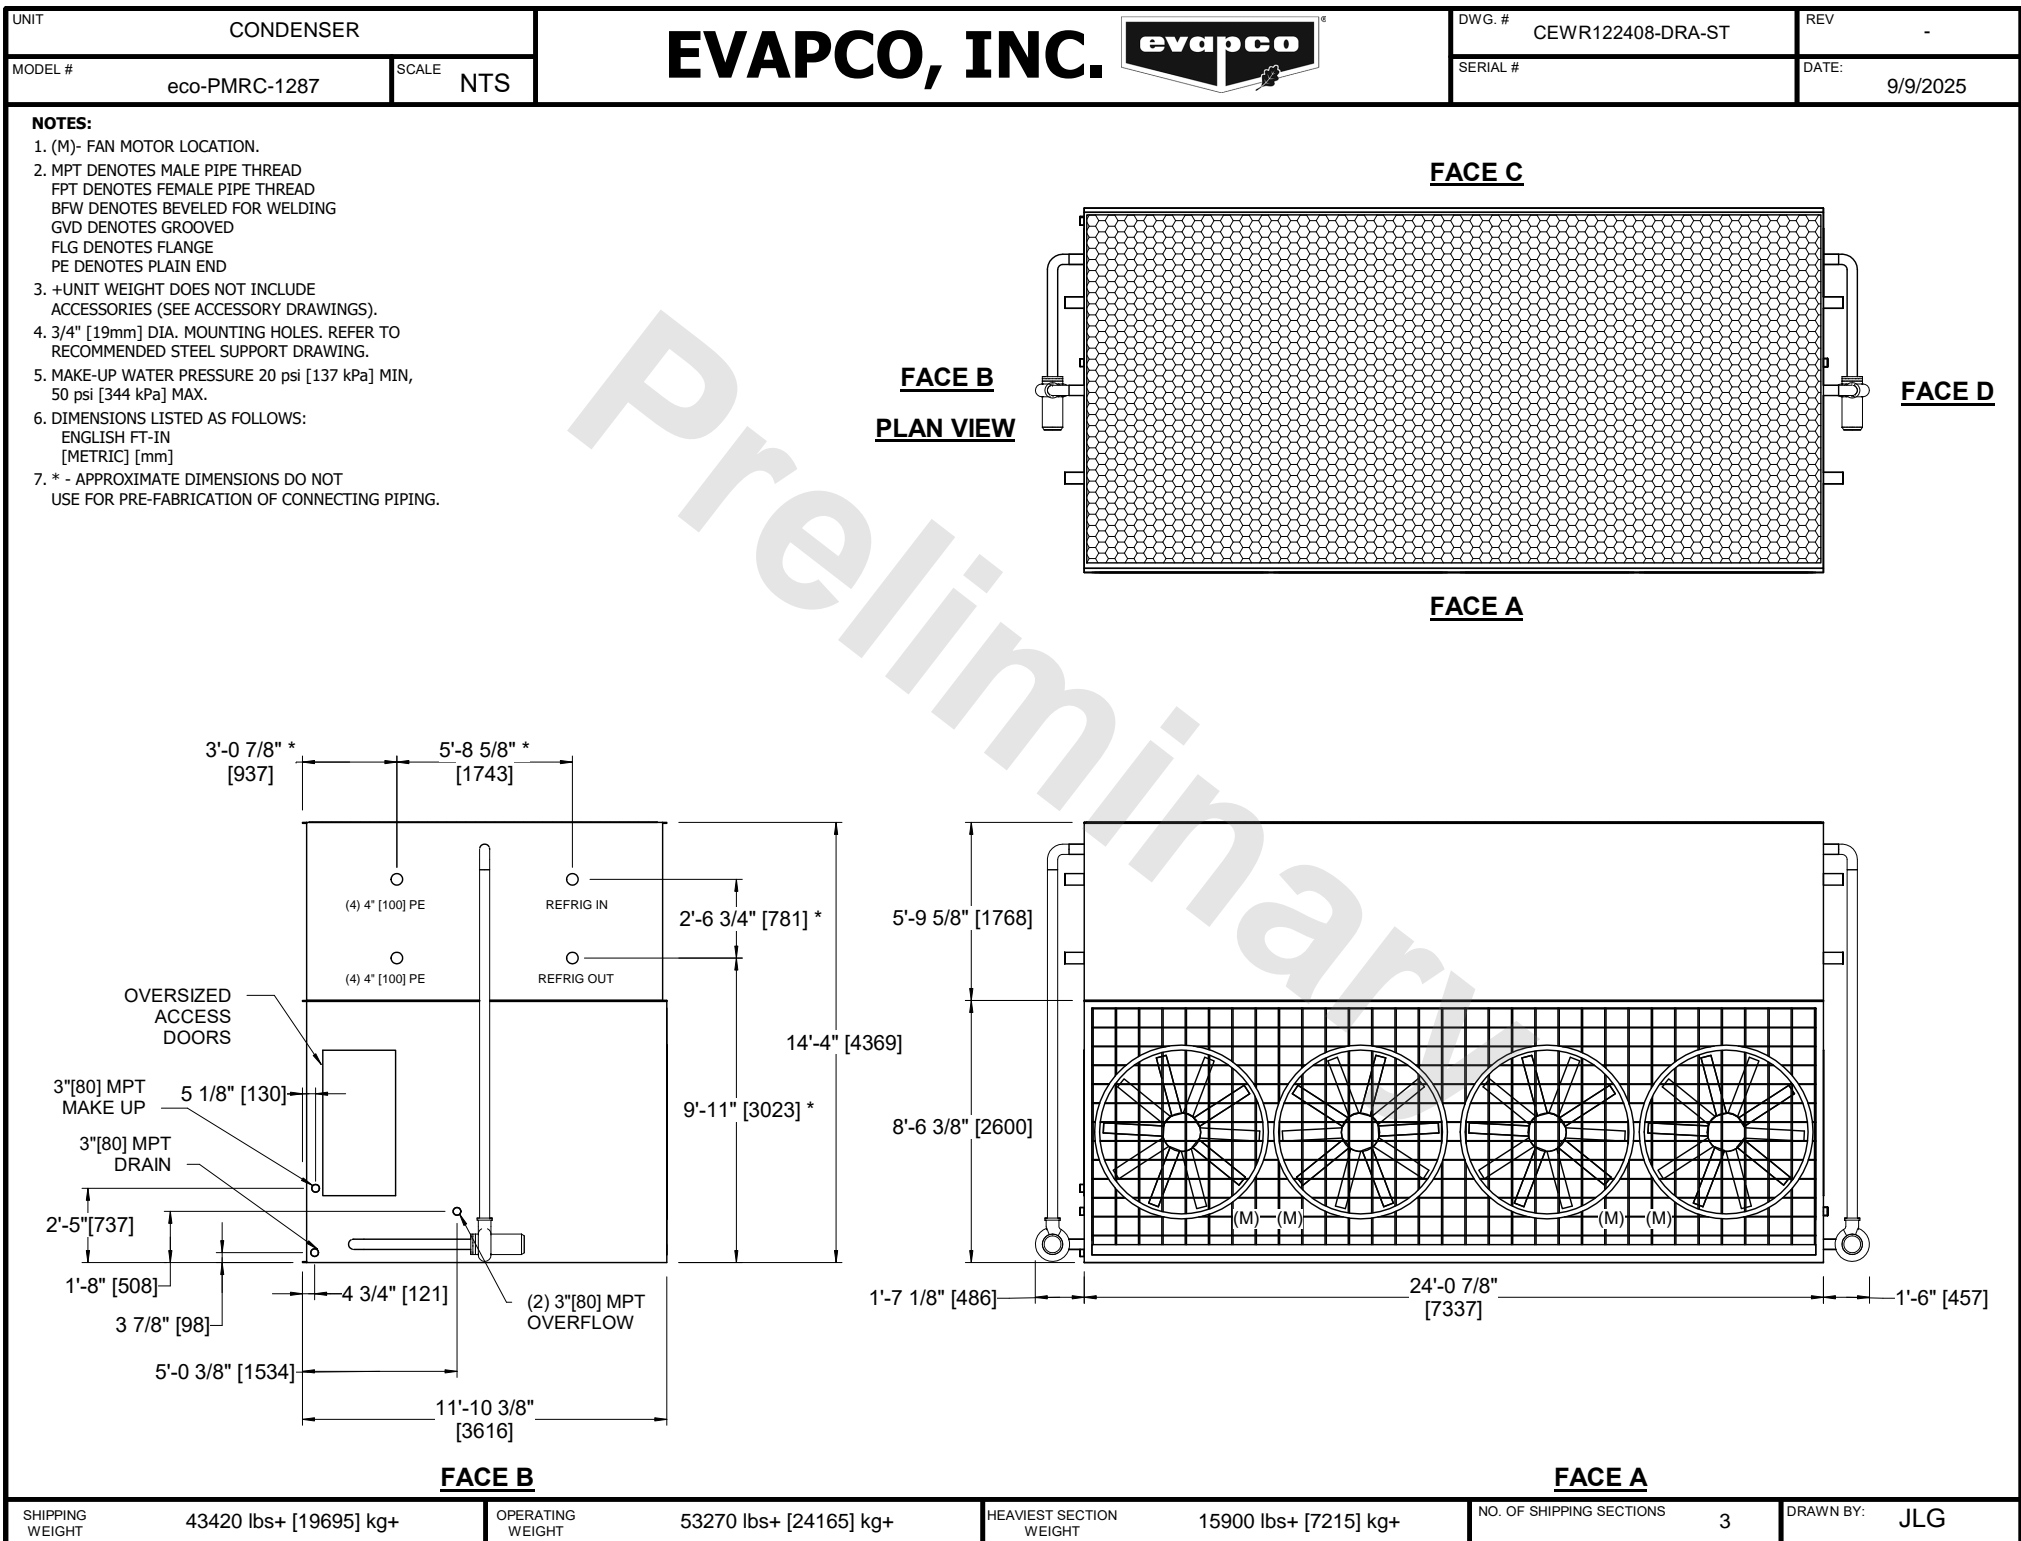 UNIT
CONDENSER
MODEL #
eco-PMRC-1287
SCALE
NTS
EVAPCO, INC.
evapco
®
DWG. #
CEWR122408-DRA-ST
REV
-
SERIAL #
DATE:
9/9/2025
NOTES:
1. (M)- FAN MOTOR LOCATION.
2. MPT DENOTES MALE PIPE THREAD
FPT DENOTES FEMALE PIPE THREAD
BFW DENOTES BEVELED FOR WELDING
GVD DENOTES GROOVED
FLG DENOTES FLANGE
PE DENOTES PLAIN END
3. +UNIT WEIGHT DOES NOT INCLUDE
ACCESSORIES (SEE ACCESSORY DRAWINGS).
4. 3/4" [19mm] DIA. MOUNTING HOLES. REFER TO
RECOMMENDED STEEL SUPPORT DRAWING.
5. MAKE-UP WATER PRESSURE 20 psi [137 kPa] MIN,
50 psi [344 kPa] MAX.
6. DIMENSIONS LISTED AS FOLLOWS:
ENGLISH FT-IN
[METRIC] [mm]
7. * - APPROXIMATE DIMENSIONS DO NOT
USE FOR PRE-FABRICATION OF CONNECTING PIPING.
Preliminary
FACE C
FACE B
PLAN VIEW
FACE D
FACE A
3'-0 7/8" *
[937]
5'-8 5/8" *
[1743]
(4) 4" [100] PE
REFRIG IN
(4) 4" [100] PE
REFRIG OUT
2'-6 3/4" [781] *
14'-4" [4369]
9'-11" [3023] *
OVERSIZED
ACCESS
DOORS
3"[80] MPT
MAKE UP
5 1/8" [130]
3"[80] MPT
DRAIN
2'-5"[737]
1'-8" [508]
3 7/8" [98]
4 3/4" [121]
(2) 3"[80] MPT
OVERFLOW
5'-0 3/8" [1534]
11'-10 3/8"
[3616]
FACE B
5'-9 5/8" [1768]
8'-6 3/8" [2600]
(M)
(M)
(M)
(M)
1'-7 1/8" [486]
24'-0 7/8"
[7337]
1'-6" [457]
FACE A
SHIPPING
WEIGHT
43420 lbs+ [19695] kg+
OPERATING
WEIGHT
53270 lbs+ [24165] kg+
HEAVIEST SECTION
WEIGHT
15900 lbs+ [7215] kg+
NO. OF SHIPPING SECTIONS
3
DRAWN BY:
JLG